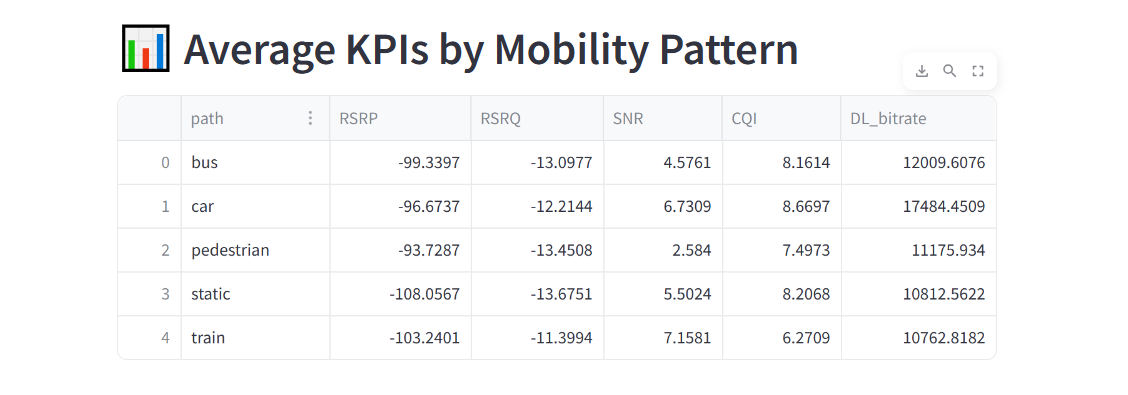 Average KPIs by Mobility Pattern
path RSRP RSRQ SNR CQI DL_bitrate
0 bus -99.3397 -13.0977 4.5761 8.1614 12009.6076
1 car -96.6737 -12.2144 6.7309 8.6697 17484.4509
2 pedestrian -93.7287 -13.4508 2.584 7.4973 11175.934
3 static -108.0567 -13.6751 5.5024 8.2068 10812.5622
4 train -103.2401 -11.3994 7.1581 6.2709 10762.8182